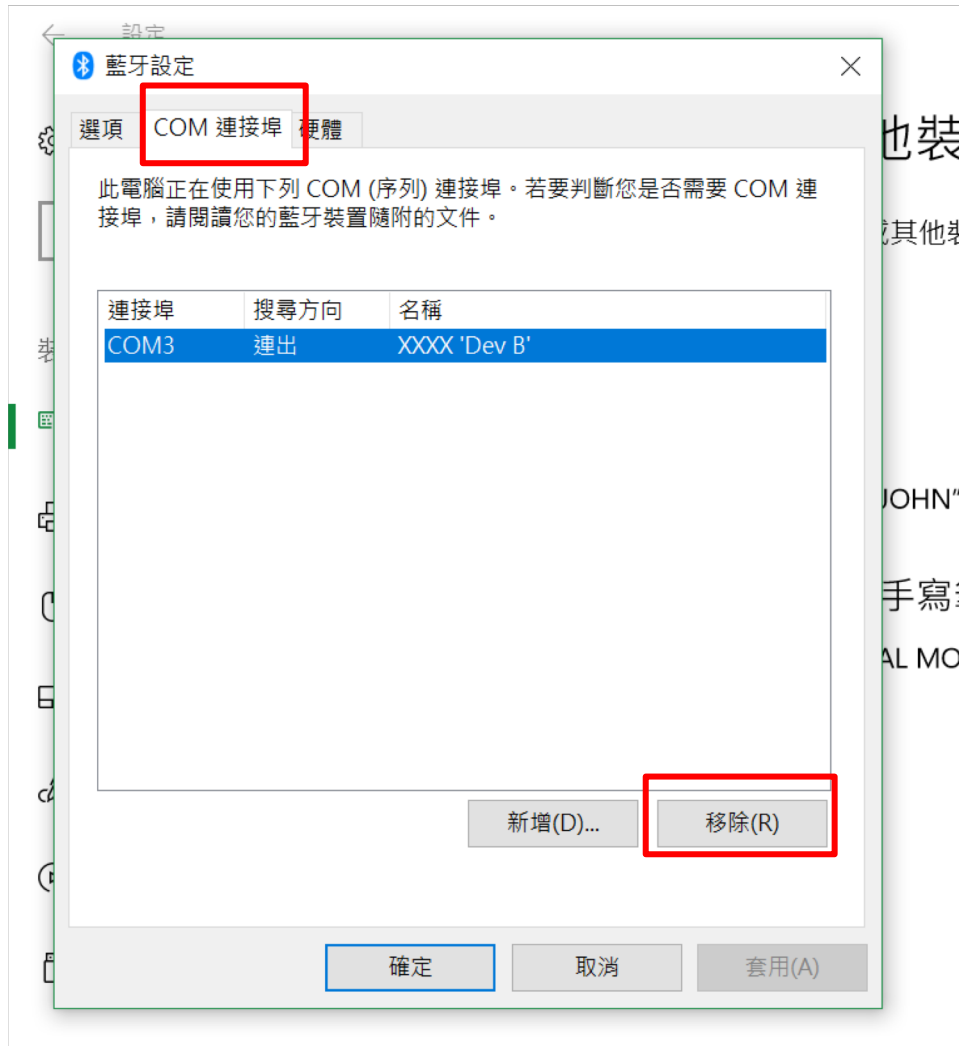 設定
藍牙設定
選項 COM 連接埠 硬體
此電腦正在使用下列 COM (序列) 連接埠。若要判斷您是否需要 COM 連
接埠，請閱讀您的藍牙裝置隨附的文件。
連接埠 搜尋方向 名稱
COM3 連出 XXXX 'Dev B'
新增(D)... 移除(R)
確定 取消 套用(A)
他裝
其他裝
裝
JOHN"
手寫
AL MO